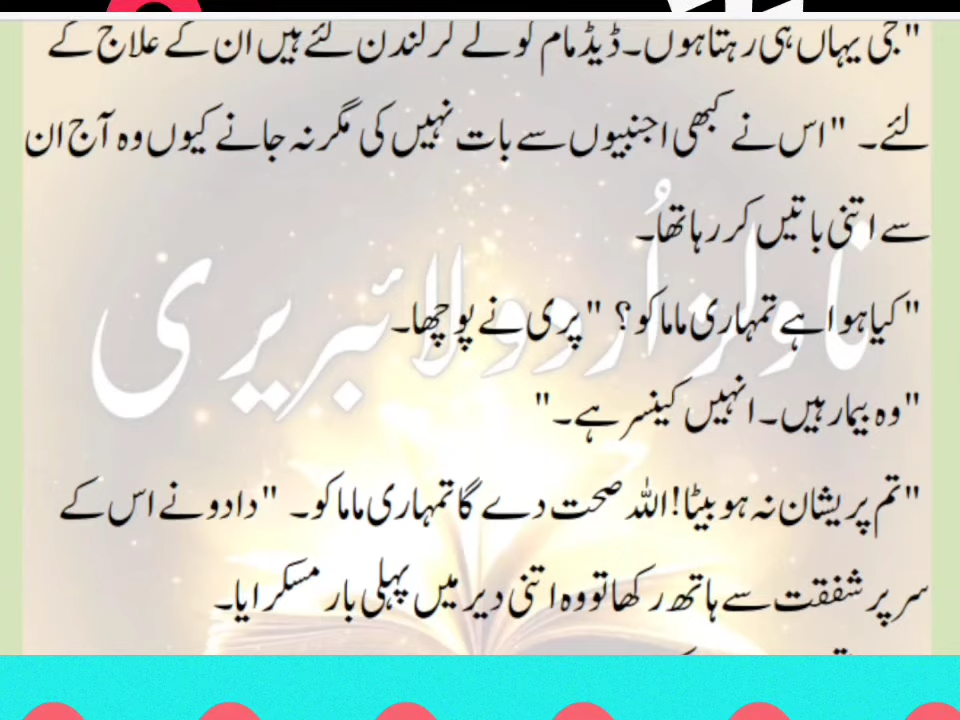 "جی یہاں ہی رہتا ہوں۔ ڈیڈ مام کو لے کر لندن گئے ہیں ان کے علاج کے
لئے۔ "اس نے کبھی اجنبیوں سے بات نہیں کی مگر نہ جانے کیوں وہ آج ان
سے اتنی باتیں کر رہا تھا۔
"کیا ہوا ہے تمہاری ماما کو؟ "پری نے پوچھا۔
ناولز اردو لائبریری
"وہ بیمار ہیں۔ انہیں کینسر ہے۔"
"تم پریشان نہ ہو بیٹا! اللہ صحت دے گا تمہاری ماما کو۔ "دادو نے اس کے
سر پر شفقت سے ہاتھ رکھا تو وہ اتنی دیر میں پہلی بار مسکرایا۔